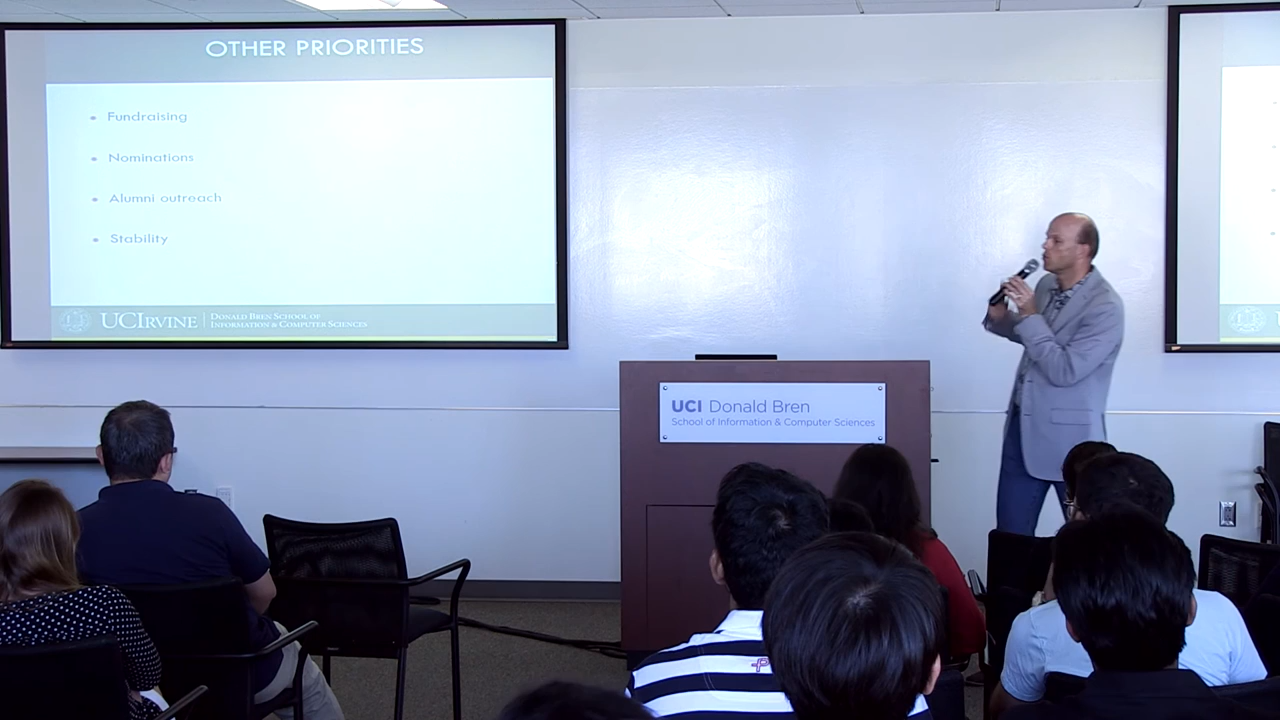 OTHER PRIORITIES
• Fundraising
• Nominations
• Alumni outreach
• Stability
UCIRVINE | DONALD BREN SCHOOL OF
INFORMATION & COMPUTER SCIENCES
UCI Donald Bren
School of Information & Computer Sciences